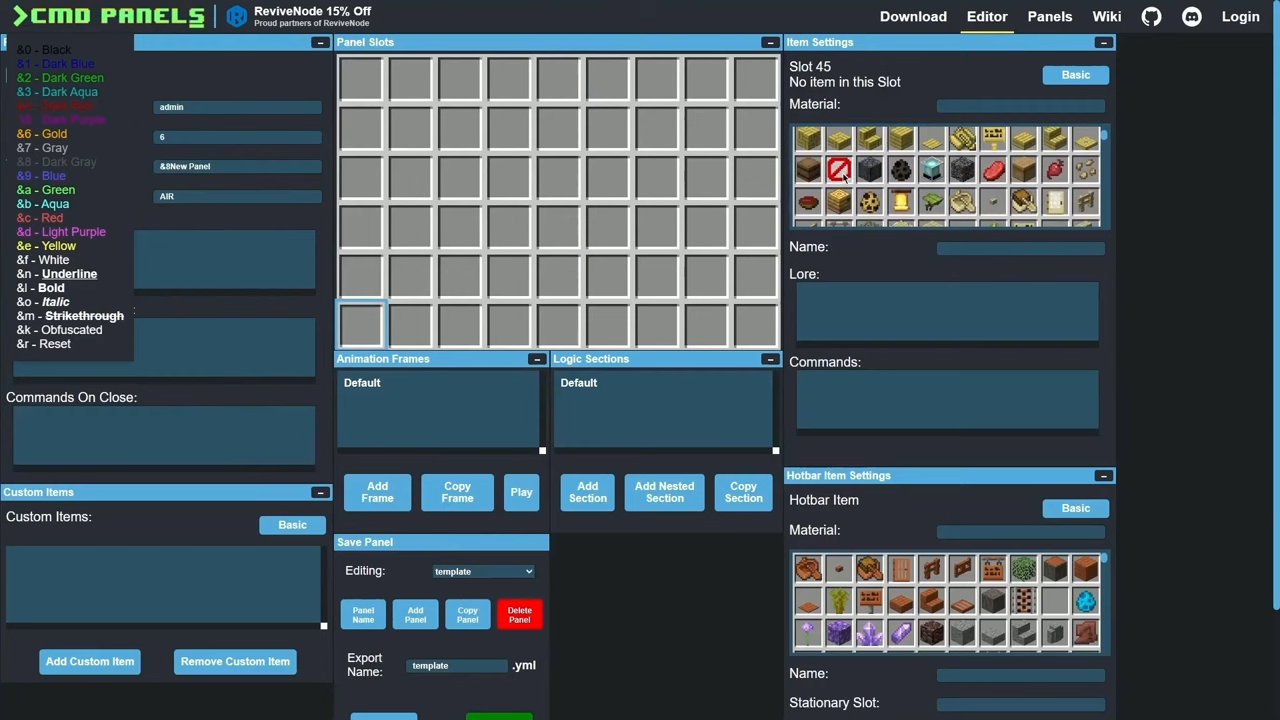 CMD PANELS
ReviveNode 15% Off
Proud partners of ReviveNode
Download
Editor
Panels
Wiki
Login
&0 - Black
&1 - Dark Blue
&2 - Dark Green
&3 - Dark Aqua
Dark Purple
&6 - Gold
&7 - Gray
&8 - Dark Gray
&9 - Blue
&a - Green
&b - Aqua
&c - Red
&d - Light Purple
&e - Yellow
&f - White
&n - Underline
&l - Bold
&o - Italic
&m - Strikethrough
&k - Obfuscated
&r - Reset
admin
6
&8New Panel
AIR
Commands On Close:
Custom Items
Custom Items:
Basic
Add Custom Item
Remove Custom Item
Panel Slots
Animation Frames
Default
Add
Frame
Copy
Frame
Play
Logic Sections
Default
Add
Section
Add Nested
Section
Copy
Section
Save Panel
Editing:
template
Panel
Name
Add
Panel
Copy
Panel
Delete
Panel
Export
Name:
template
.yml
Item Settings
Slot 45
No item in this Slot
Basic
Material:
Name:
Lore:
Commands:
Hotbar Item Settings
Hotbar Item
Basic
Material:
Name:
Stationary Slot: